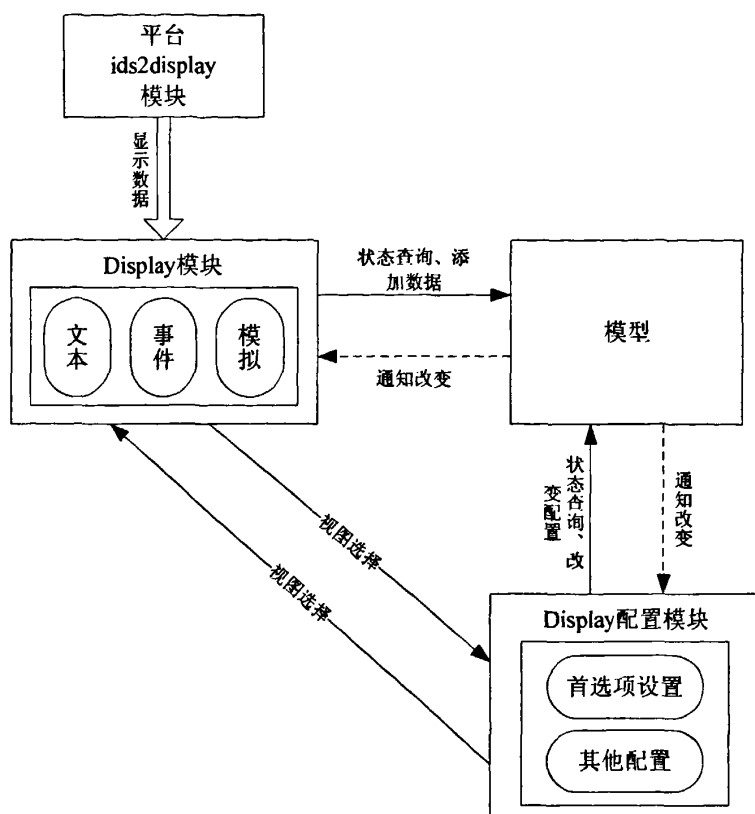 平台
ids2display
模块
显示数据
Display模块
文本
事件
模拟
状态查询、添
加数据
通知改变
模型
状态查询、改
变配置
通知改变
视图选择
视图选择
Display配置模块
首选项设置
其他配置